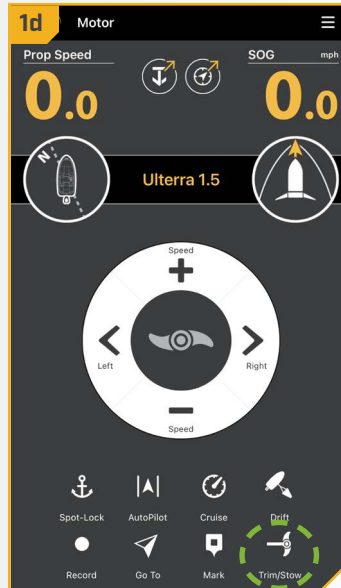 1d
Motor
Prop Speed
SOG mph
0.0
0.0
N
Ulterra 1.5
Speed
Left
Right
Speed
Spot-Lock
AutoPilot
Cruise
Drift
Record
Go To
Mark
Trim/Stow